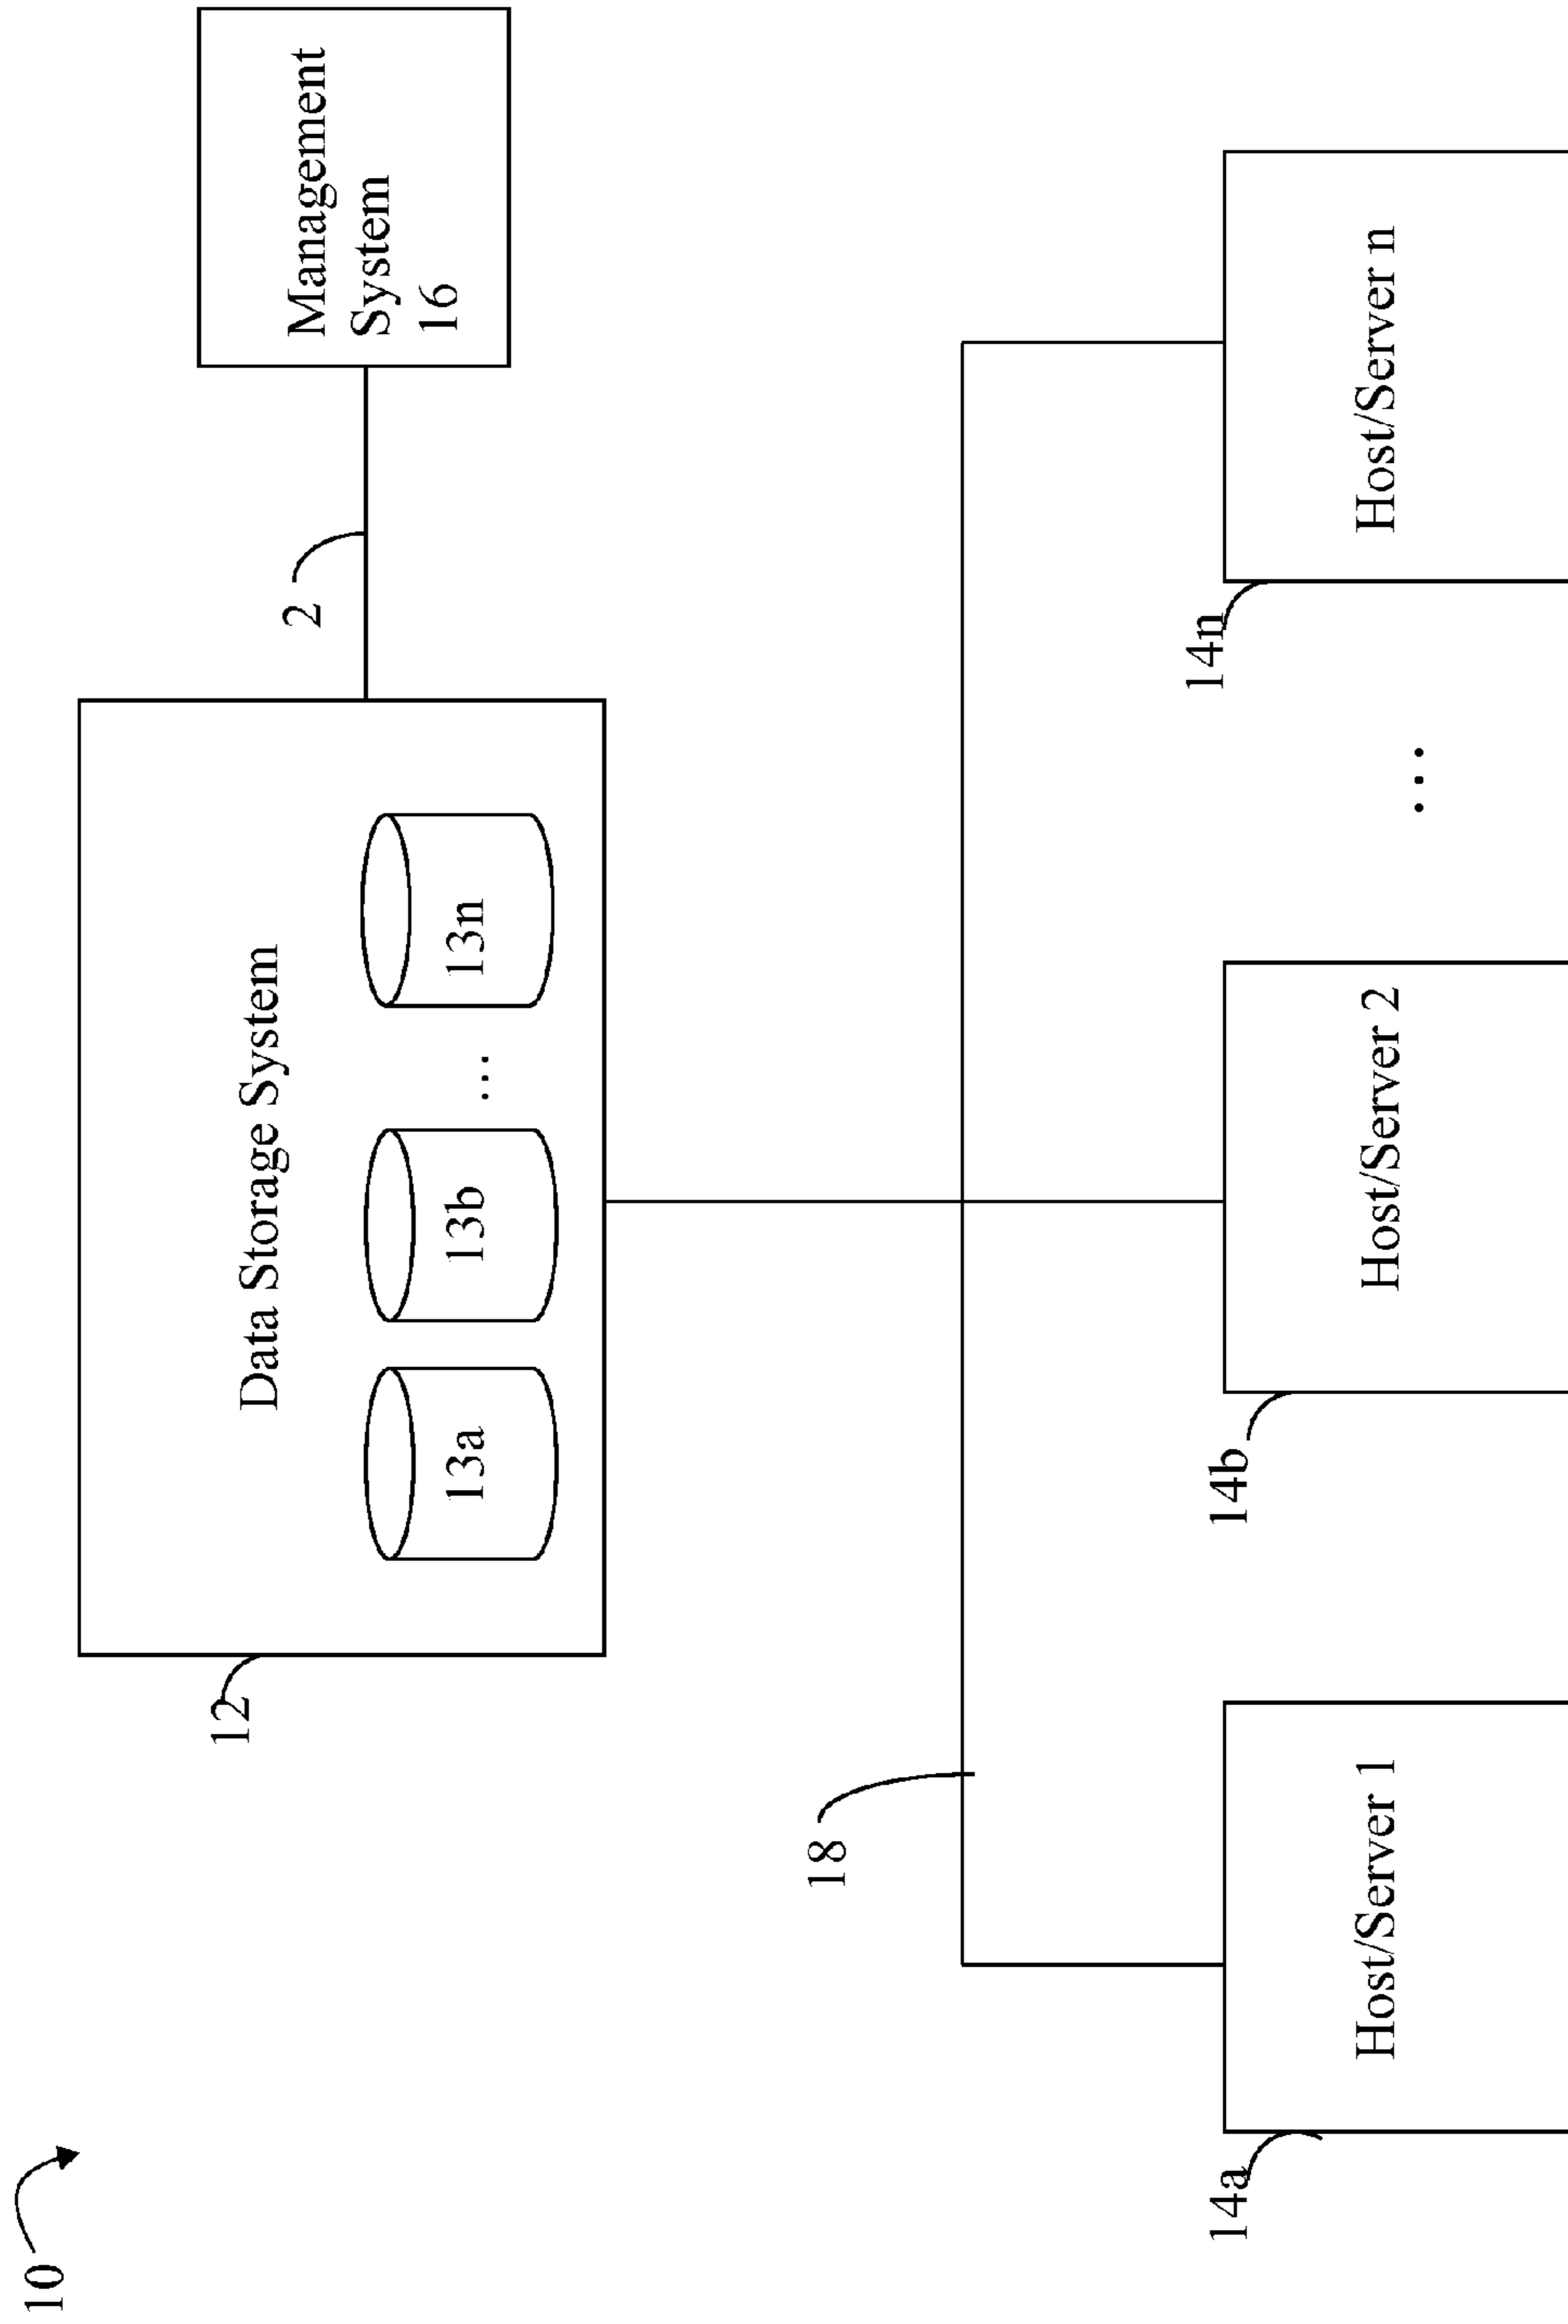 10
12
Data Storage System
13a
13b
...
13n
2
Management
System
16
18
14a
Host/Server 1
14b
Host/Server 2
...
14n
Host/Server n